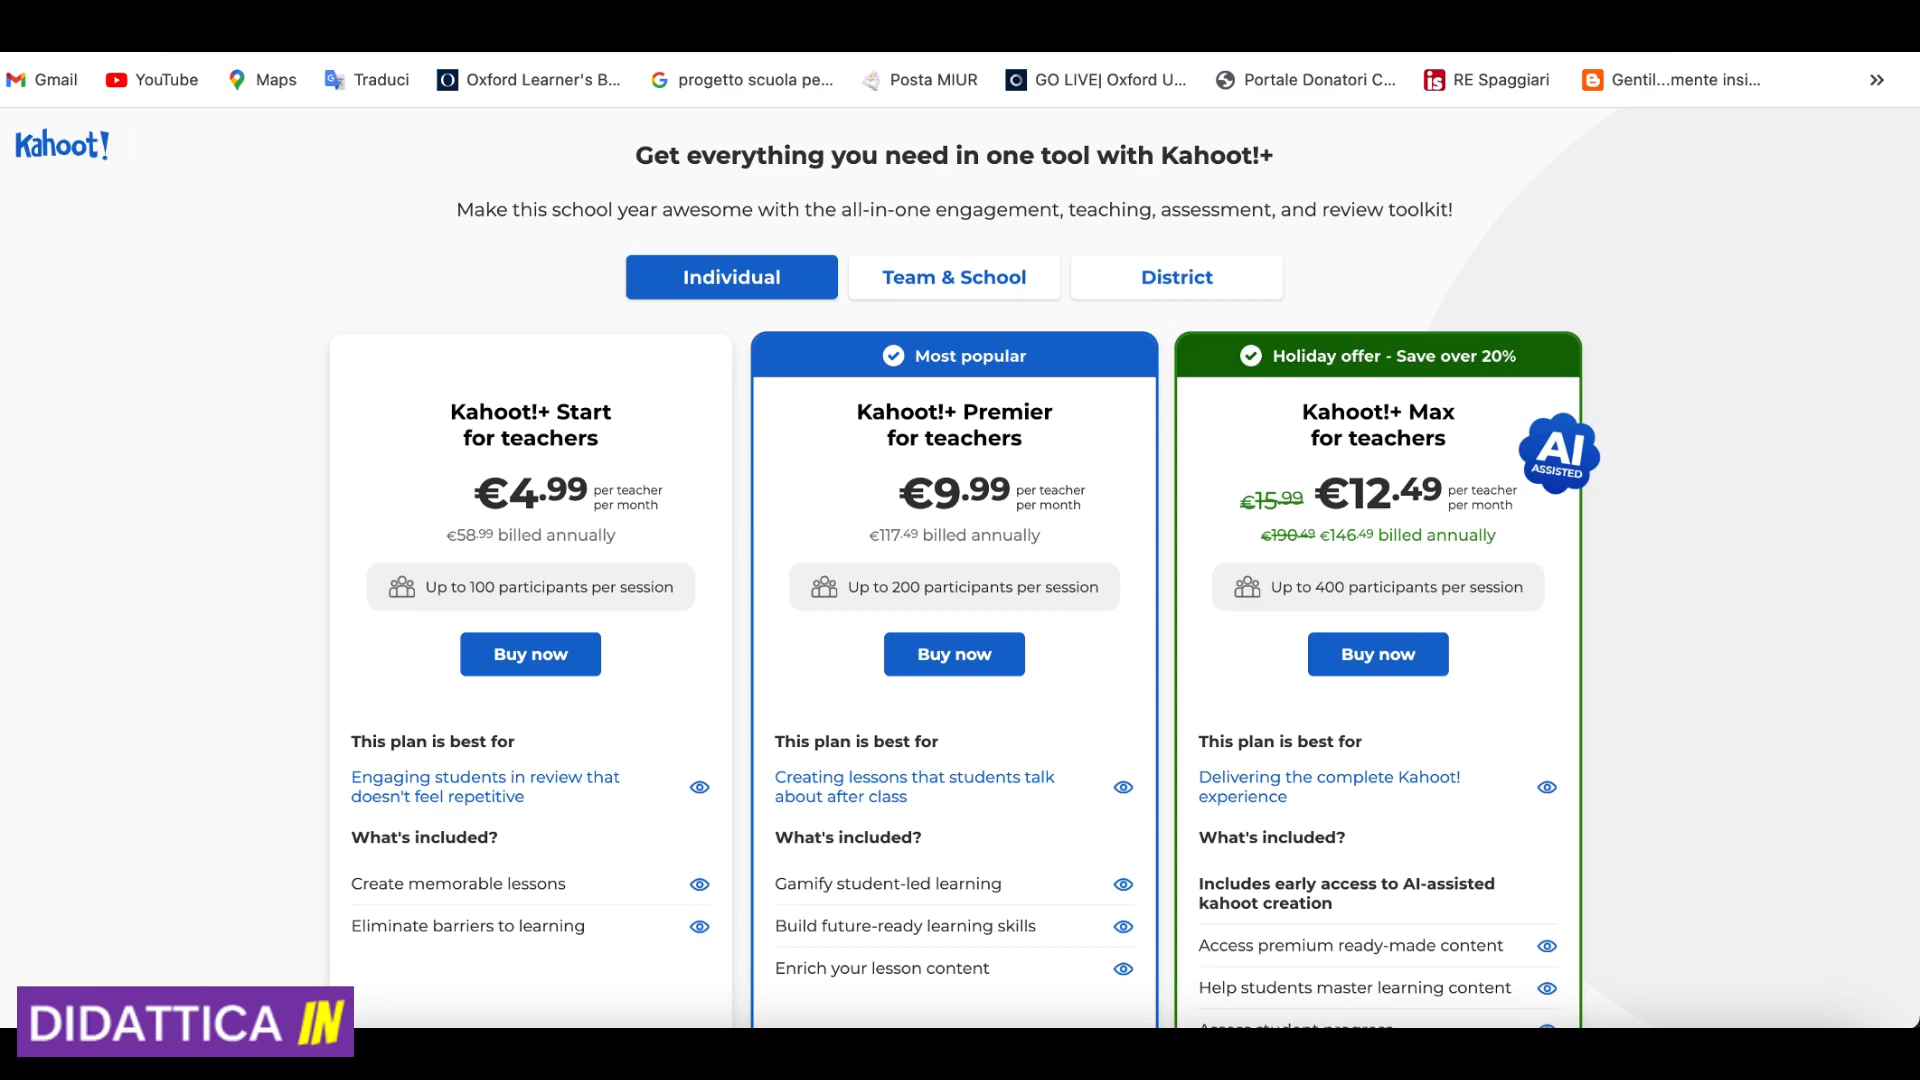 Gmail YouTube Maps Traduci Oxford Learner's B... progetto scuola pe... Posta MIUR GO LIVE| Oxford U... Portale Donatori C... RE Spaggiari Gentil...mente insi... »
Kahoot!
Get everything you need in one tool with Kahoot!+
Make this school year awesome with the all-in-one engagement, teaching, assessment, and review toolkit!
Individual Team & School District
Kahoot!+ Start
for teachers
€4.99 per teacher
per month
€58.99 billed annually
Up to 100 participants per session
Buy now
This plan is best for
Engaging students in review that
doesn't feel repetitive
What's included?
Create memorable lessons
Eliminate barriers to learning
Most popular
Kahoot!+ Premier
for teachers
€9.99 per teacher
per month
€117.49 billed annually
Up to 200 participants per session
Buy now
This plan is best for
Creating lessons that students talk
about after class
What's included?
Gamify student-led learning
Build future-ready learning skills
Enrich your lesson content
Holiday offer - Save over 20%
Kahoot!+ Max
for teachers
AI
ASSISTED
€15.99 €12.49 per teacher
per month
€190.49 €146.49 billed annually
Up to 400 participants per session
Buy now
This plan is best for
Delivering the complete Kahoot!
experience
What's included?
Includes early access to AI-assisted
kahoot creation
Access premium ready-made content
Help students master learning content
DIDATTICA IN